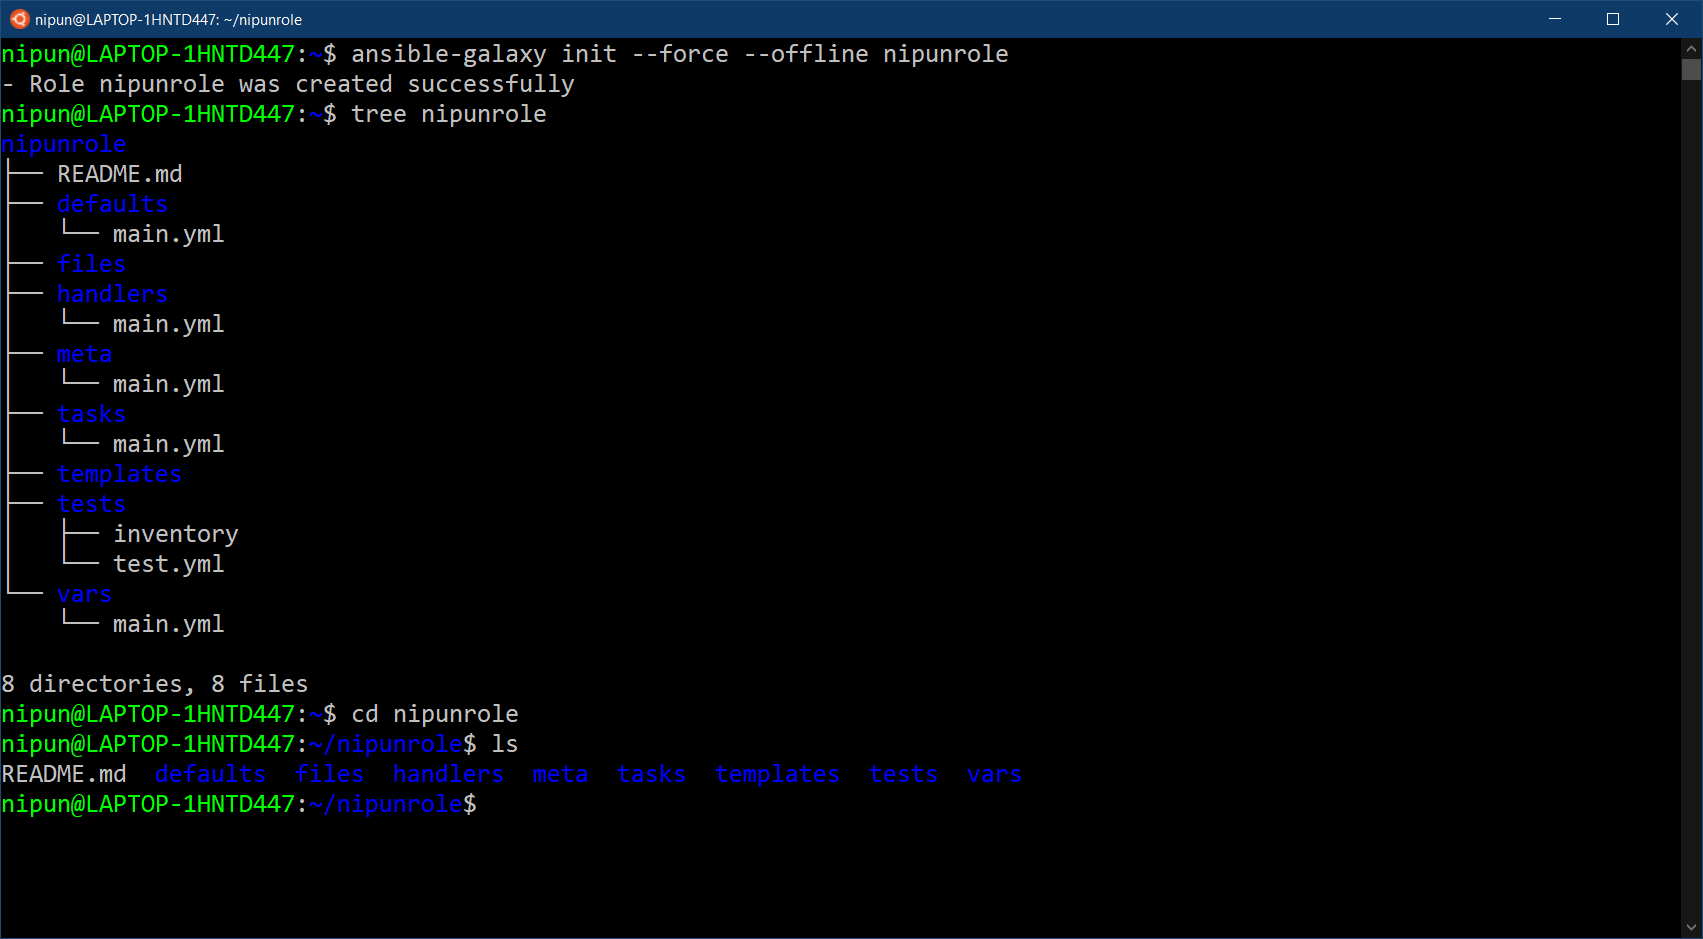 nipun@LAPTOP-1HNTD447: ~/nipunrole
nipun@LAPTOP-1HNTD447:~$ ansible-galaxy init --force --offline nipunrole
- Role nipunrole was created successfully
nipun@LAPTOP-1HNTD447:~$ tree nipunrole
nipunrole
├── README.md
├── defaults
│   └── main.yml
├── files
├── handlers
│   └── main.yml
├── meta
│   └── main.yml
├── tasks
│   └── main.yml
├── templates
├── tests
│   ├── inventory
│   └── test.yml
└── vars
    └── main.yml
8 directories, 8 files
nipun@LAPTOP-1HNTD447:~$ cd nipunrole
nipun@LAPTOP-1HNTD447:~/nipunrole$ ls
README.md  defaults  files  handlers  meta  tasks  templates  tests  vars
nipun@LAPTOP-1HNTD447:~/nipunrole$